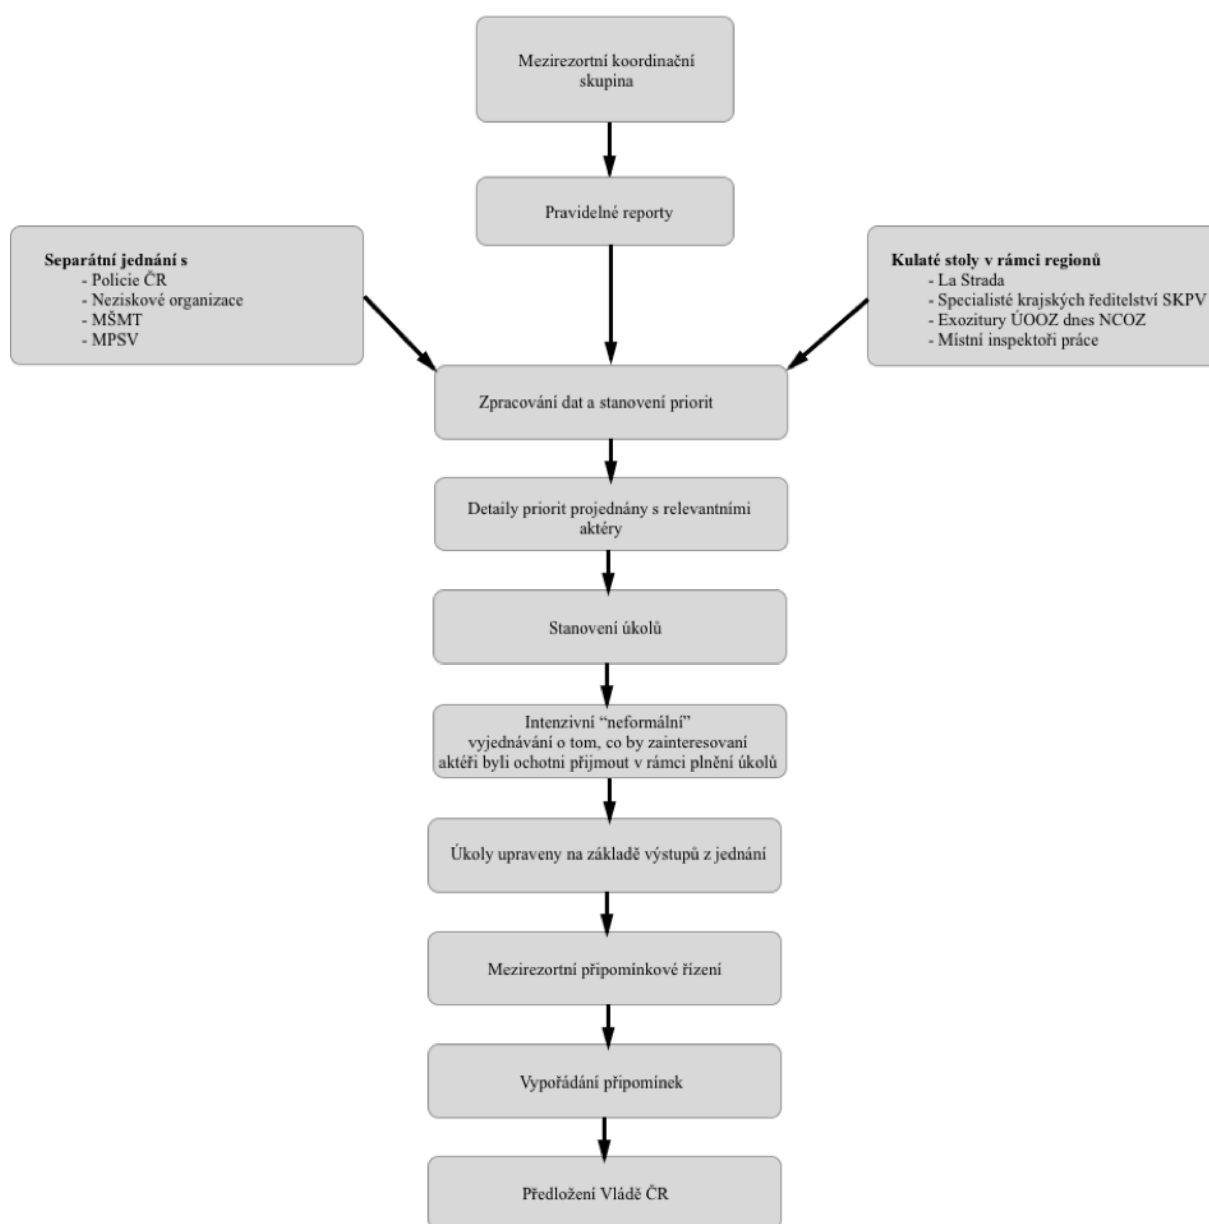 Mezirezortní koordinační
skupina
Pravidelné reporty
Separátní jednání s
- Policie ČR
- Neziskové organizace
- MŠMT
- MPSV
Kulaté stoly v rámci regionů
- La Strada
- Specialisté krajských ředitelství SKPV
- Exozitury ÚOOZ dnes NCOZ
- Místní inspektoři práce
Zpracování dat a stanovení priorit
Detaily priorit projednány s relevantními
aktéry
Stanovení úkolů
Intenzivní “neformální”
vyjednávání o tom, co by zainteresovaní
aktéři byli ochotni přijmout v rámci plnění úkolů
Úkoly upraveny na základě výstupů z jednání
Mezirezortní připomínkové řízení
Vypořádání připomínek
Předložení Vládě ČR